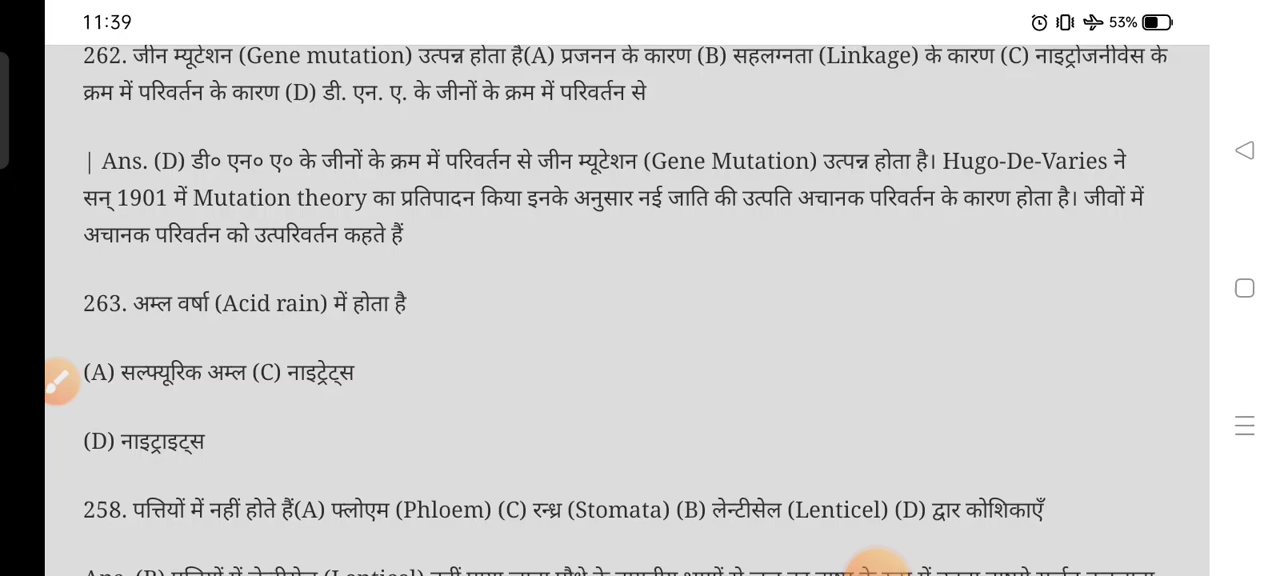 11:39
53%
262. जीन म्यूटेशन (Gene mutation) उत्पन्न होता है(A) प्रजनन के कारण (B) सहलग्नता (Linkage) के कारण (C) नाइट्रोजनीवेस के
क्रम में परिवर्तन के कारण (D) डी. एन. ए. के जीनों के क्रम में परिवर्तन से
| Ans. (D) डी० एन० ए० के जीनों के क्रम में परिवर्तन से जीन म्यूटेशन (Gene Mutation) उत्पन्न होता है। Hugo-De-Varies ने
सन् 1901 में Mutation theory का प्रतिपादन किया इनके अनुसार नई जाति की उत्पति अचानक परिवर्तन के कारण होता है। जीवों में
अचानक परिवर्तन को उत्परिवर्तन कहते हैं
263. अम्ल वर्षा (Acid rain) में होता है
(A) सल्फ्यूरिक अम्ल (C) नाइट्रेट्स
(D) नाइट्राइट्स
258. पत्तियों में नहीं होते हैं(A) फ्लोएम (Phloem) (C) रन्ध्र (Stomata) (B) लेन्टीसेल (Lenticel) (D) द्वार कोशिकाएँ
Ans. (B) पत्तियों में (Lenticel) नहीं